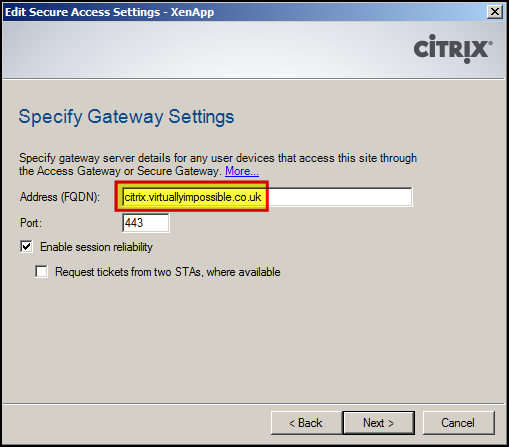 Edit Secure Access Settings - XenApp
CITRIX®
Specify Gateway Settings
Specify gateway server details for any user devices that access this site through
the Access Gateway or Secure Gateway. More...
Address (FQDN): citrix.virtuallyimpossible.co.uk
Port: 443
Enable session reliability
Request tickets from two STAs, where available
< Back Next > Cancel